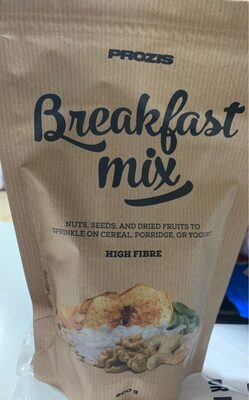 PROZIS
Breakfast
mix
NUTS, SEEDS, AND DRIED FRUITS TO
SPRINKLE ON CEREAL, PORRIDGE, OR YOGURT
HIGH FIBRE